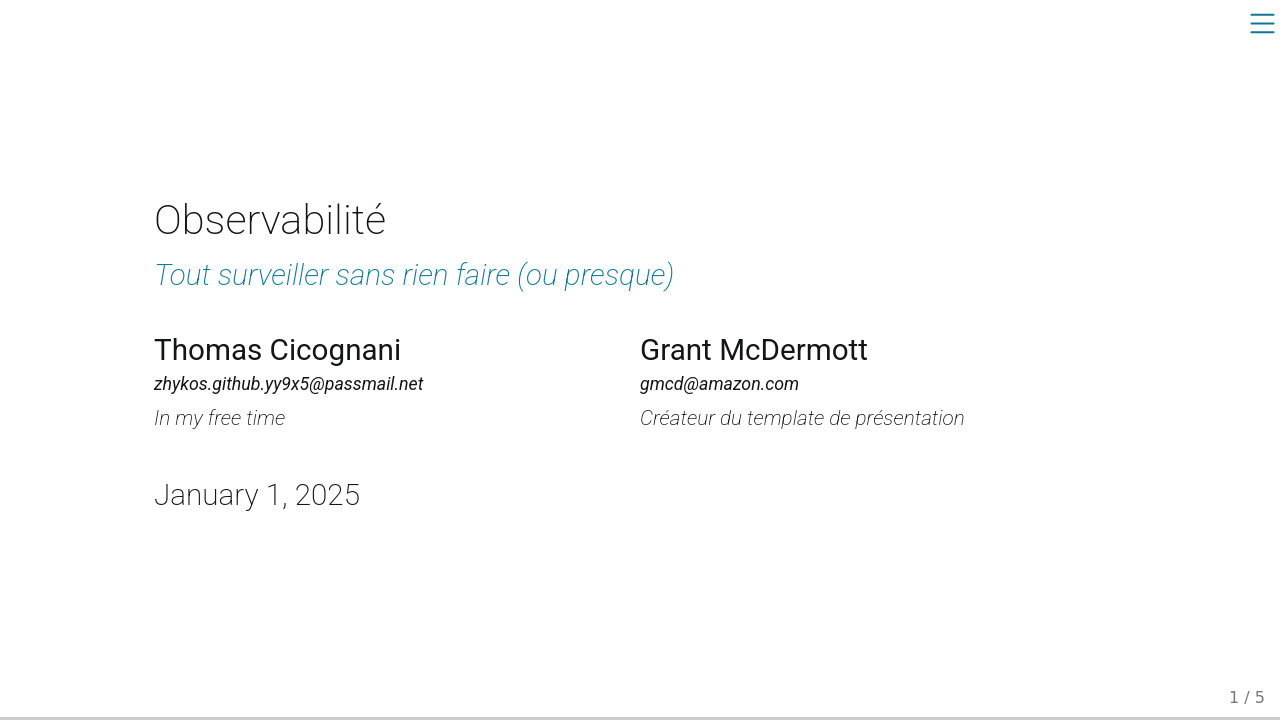 Observabilité
Tout surveiller sans rien faire (ou presque)
Thomas Cicognani
zhykos.github.yy9x5@passmail.net
In my free time
Grant McDermott
gmcd@amazon.com
Créateur du template de présentation
January 1, 2025
1 / 5